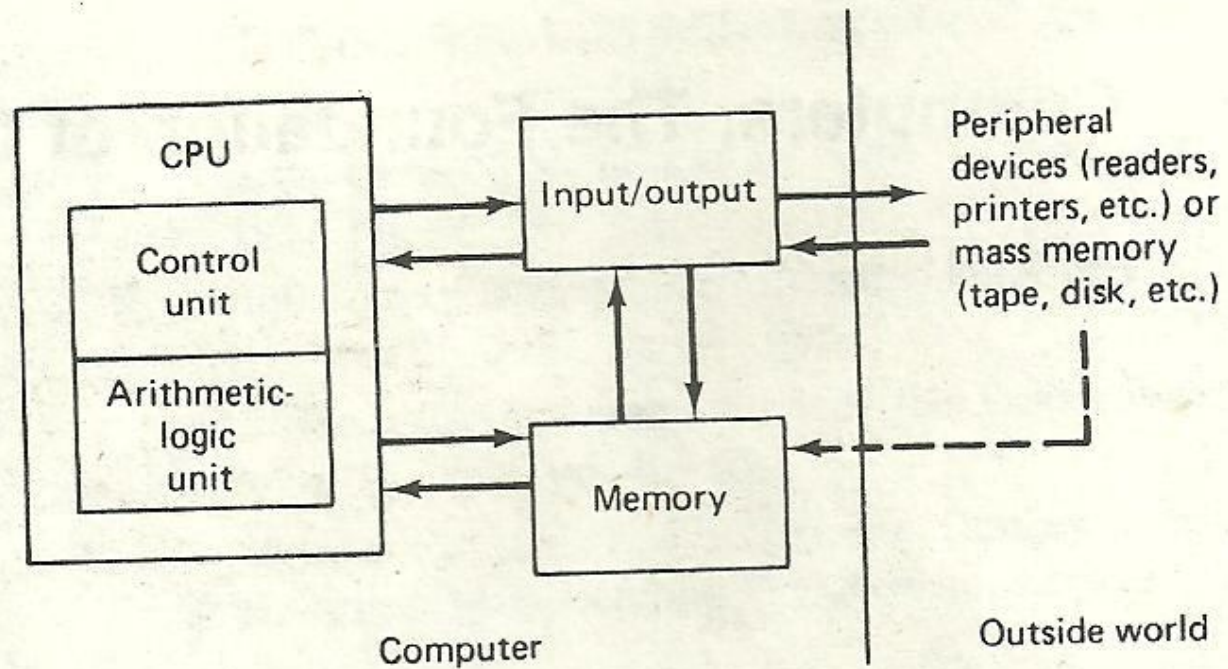 CPU
Control
unit
Arithmetic-
logic
unit
Input/output
Memory
Peripheral
devices (readers,
printers, etc.) or
mass memory
(tape, disk, etc.)
Computer
Outside world